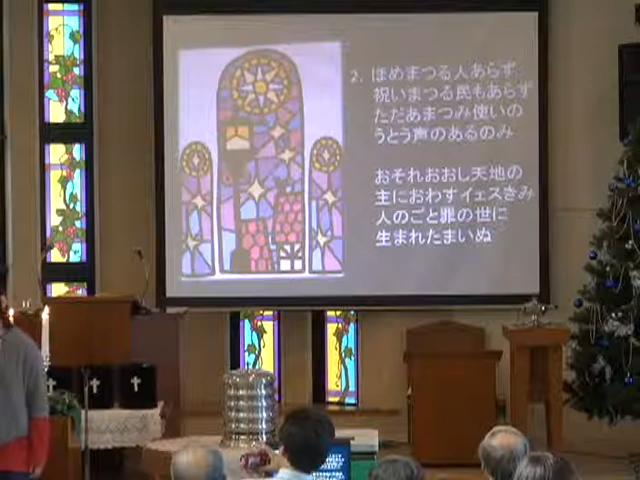 2. ほめまつる人あらず
祝いまつる民もあらず
ただあまつみ使いの
うとう声のあるのみ
おそれおおし天地の
主におわすイェスきみ
人のごと罪の世に
生まれたまいぬ